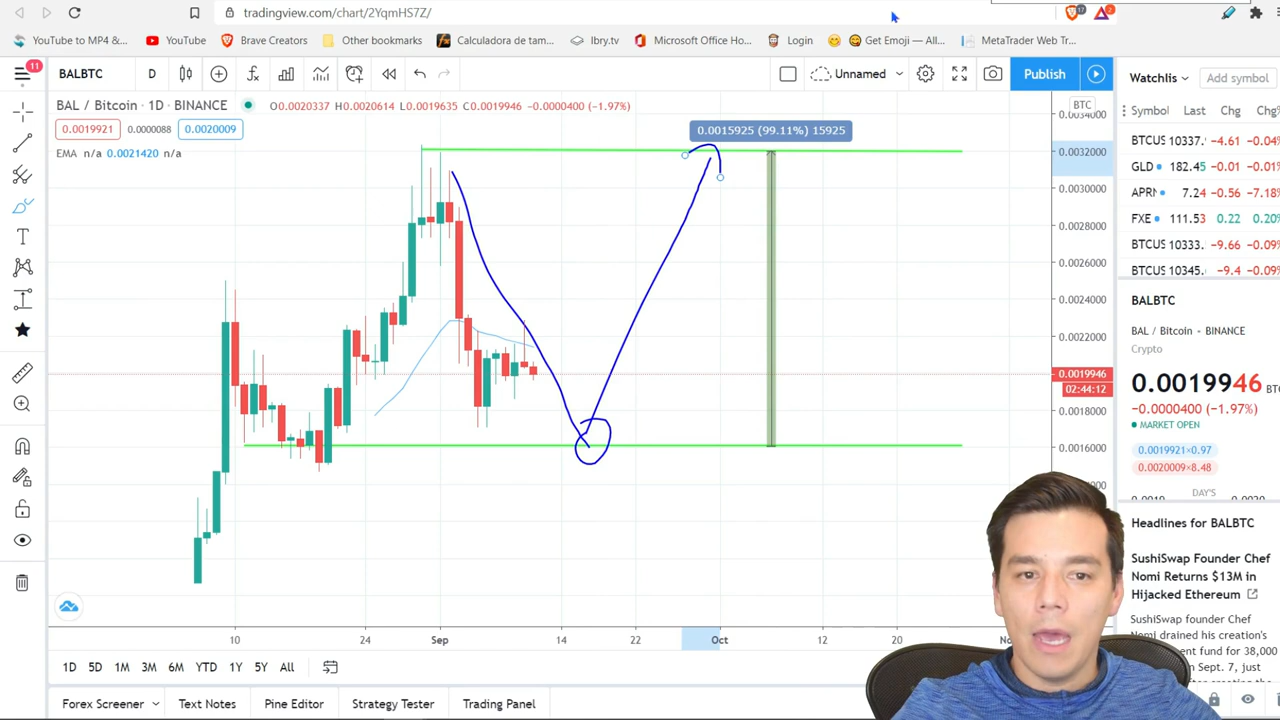 tradingview.com/chart/2YqmHS7Z/
17
2
YouTube to MP4 &...
YouTube
Brave Creators
Other bookmarks
Calculadora de tam...
lbry.tv
Microsoft Office Ho...
Login
Get Emoji — All...
MetaTrader Web Tr...
11
BALBTC
D
Unnamed
Publish
Watchlis
Add symbol
BAL / Bitcoin · 1D · BINANCE
O0.0020337 H0.0020614 L0.0019635 C0.0019946 −0.0000400 (−1.97%)
BTC
Symbol Last Chg Chg%
0.0019921 0.0000088 0.0020009
EMA n/a 0.0021420 n/a
0.0015925 (99.11%) 15925
0.0034000
0.0032000
0.0030000
0.0028000
0.0026000
0.0024000
0.0022000
0.0019946
02:44:12
0.0018000
0.0016000
BTCUS 10337. -4.61 -0.04%
GLD 182.45 -0.01 -0.01%
APRN 7.24 -0.56 -7.18%
FXE 111.53 0.22 0.20%
BTCUS 10333. -9.66 -0.09%
BTCUS 10345. -9.4 -0.09%
BALBTC
BAL / Bitcoin - BINANCE
Crypto
0.0019946 BTC
−0.0000400 (−1.97%)
MARKET OPEN
0.0019921×0.97
0.0020009×8.48
DAY'S
Headlines for BALBTC
SushiSwap Founder Chef
Nomi Returns $13M in
Hijacked Ethereum
SushiSwap founder Chef
Nomi drained his creation's
fund for 38,000
n Sept. 7, just
10 24 Sep 14 22 Oct 12 20
1D 5D 1M 3M 6M YTD 1Y 5Y All
Forex Screener Text Notes Pine Editor Strategy Tester Trading Panel